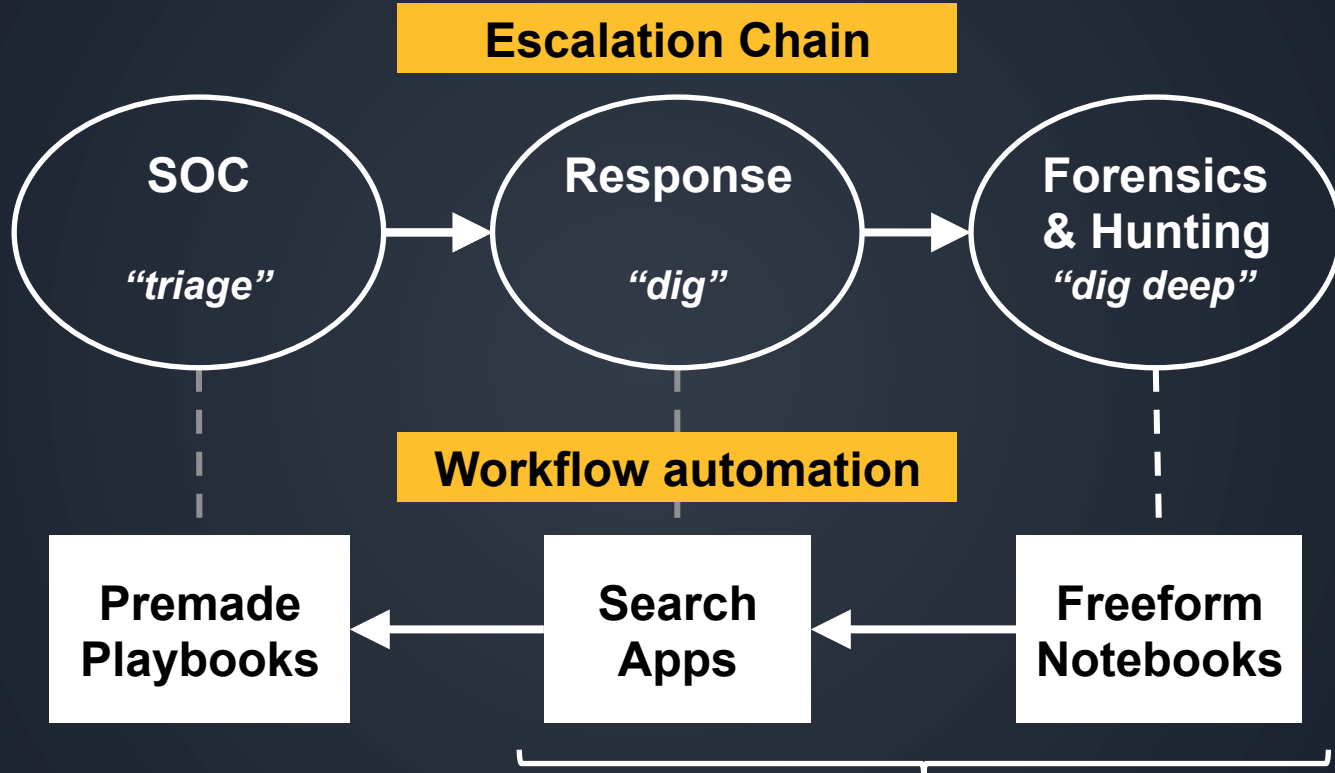 Escalation Chain
SOC
“triage”
Response
“dig”
Forensics
& Hunting
“dig deep”
Workflow automation
Premade
Playbooks
Search
Apps
Freeform
Notebooks